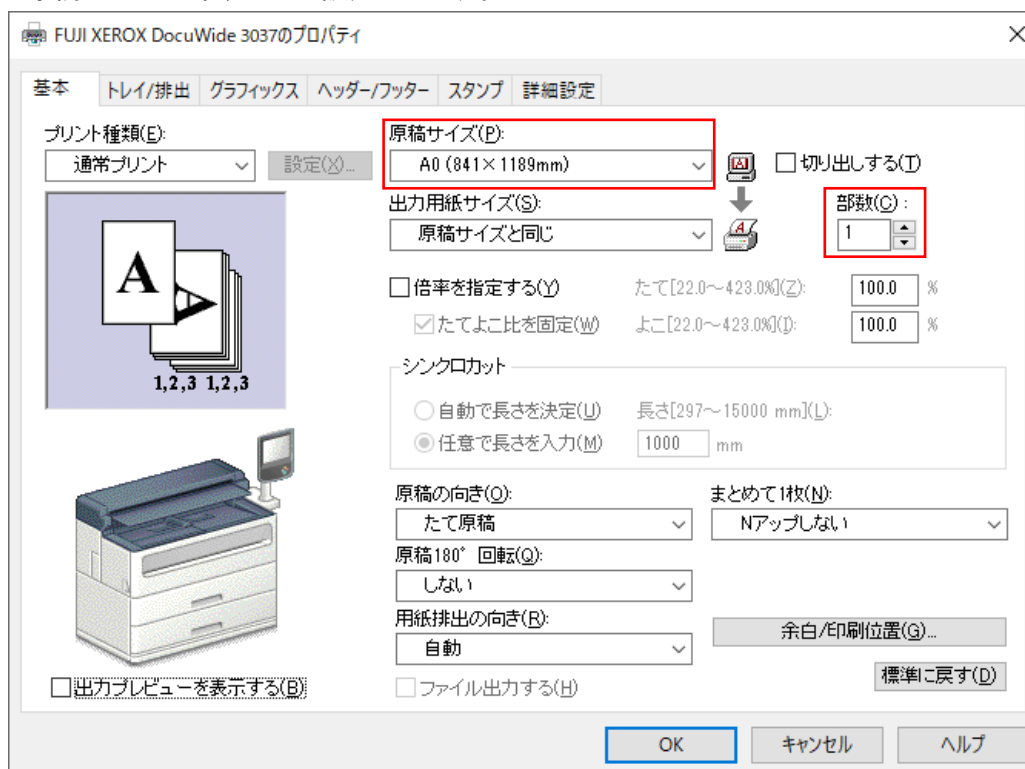 FUJI XEROX DocuWide 3037のプロパティ
基本 トレイ/排出 グラフィックス ヘッダー/フッター スタンプ 詳細設定
プリント種類(E):
通常プリント
設定(X)...
A
1,2,3 1,2,3
原稿サイズ(P):
A0 (841×1189mm)
切り出しする(T)
出力用紙サイズ(S):
原稿サイズと同じ
部数(C) :
1
倍率を指定する(Y)
たて[22.0～423.0%](Z): 100.0 %
たてよこ比を固定(W)
よこ[22.0～423.0%](I): 100.0 %
シンクロカット
自動で長さを決定(U)
長さ[297～15000 mm](L):
任意で長さを入力(M)
1000 mm
原稿の向き(O):
たて原稿
まとめて1枚(N):
Nアップしない
原稿180° 回転(Q):
しない
用紙排出の向き(R):
自動
余白/印刷位置(G)...
出力プレビューを表示する(B)
ファイル出力する(H)
標準に戻す(D)
OK キャンセル ヘルプ